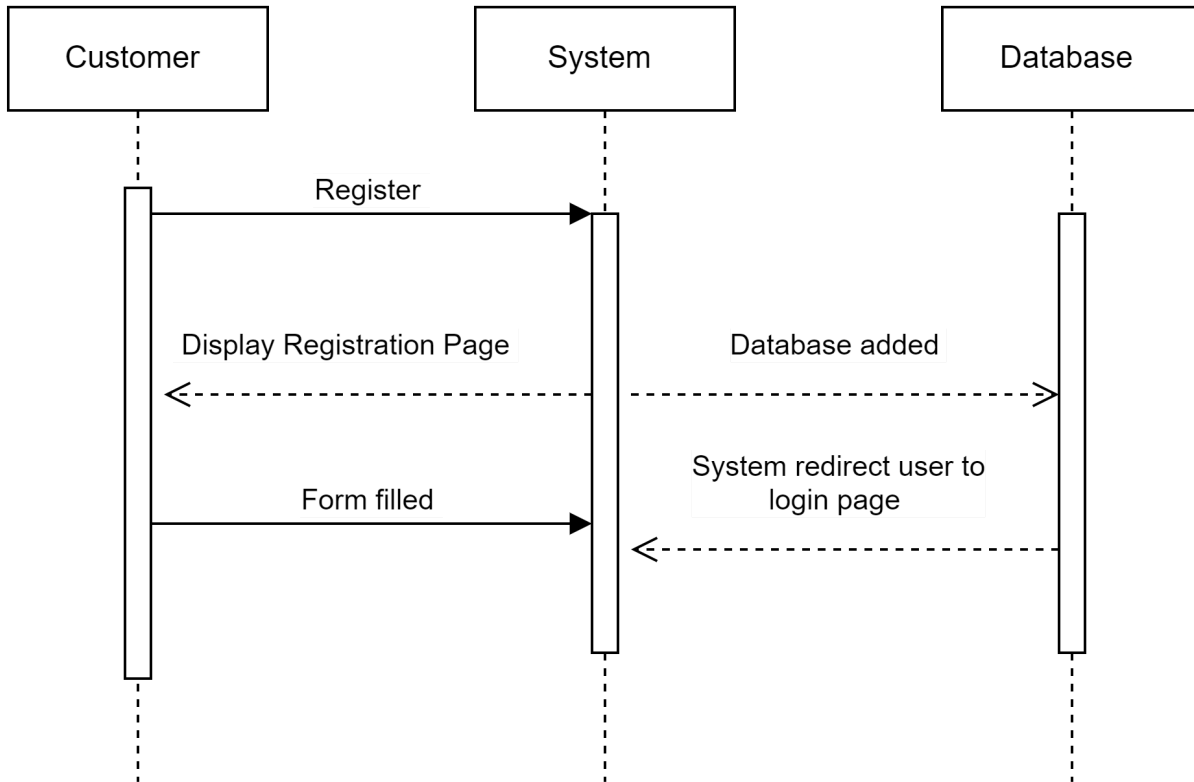 Customer
System
Database
Register
Display Registration Page
Database added
System redirect user to
login page
Form filled